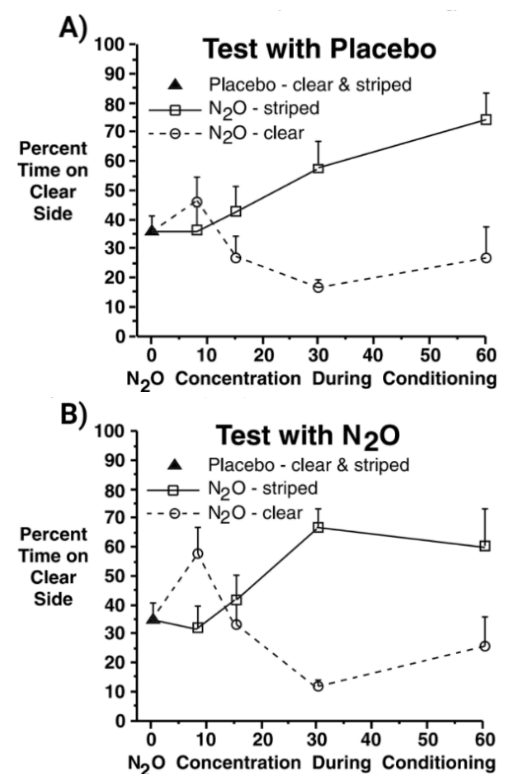 A)
Test with Placebo
Placebo - clear & striped
N₂O - striped
N₂O - clear
Percent
Time on
Clear
Side
100
90
80
70
60
50
40
30
20
10
0
0 10 20 30 40 50 60
N₂O Concentration During Conditioning
B)
Test with N₂O
Placebo - clear & striped
N₂O - striped
N₂O - clear
Percent
Time on
Clear
Side
100
90
80
70
60
50
40
30
20
10
0
0 10 20 30 40 50 60
N₂O Concentration During Conditioning